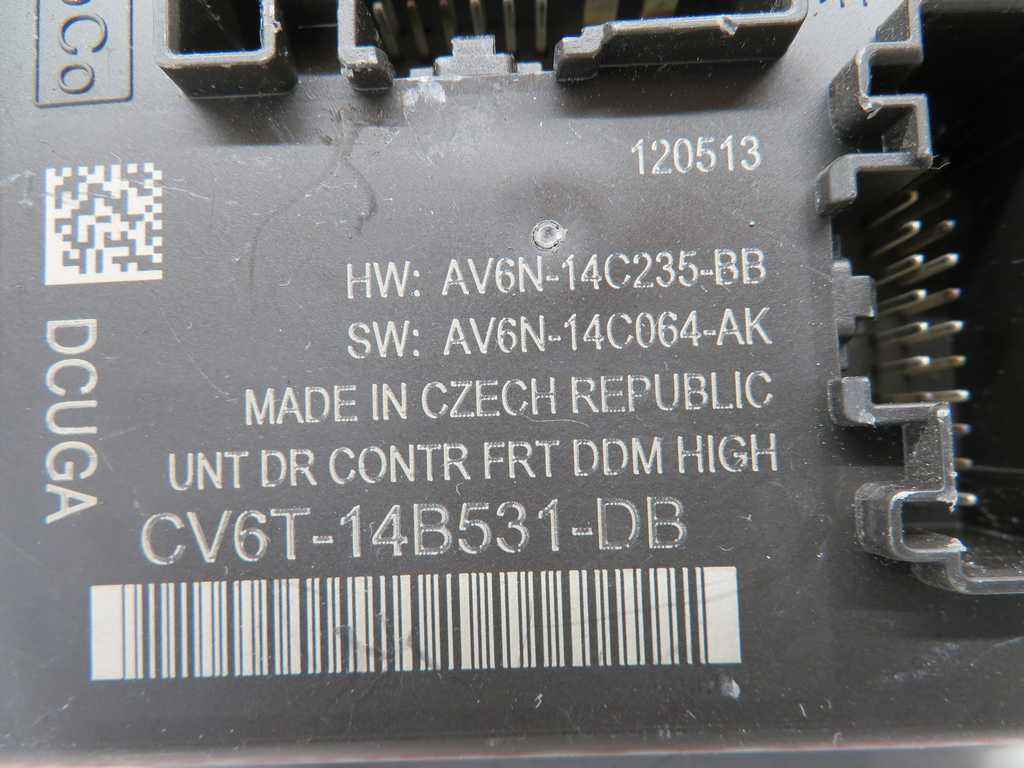 120513
HW: AV6N-14C235-BB
SW: AV6N-14C064-AK
MADE IN CZECH REPUBLIC
UNT DR CONTR FRT DDM HIGH
CV6T-14B531-DB
DCUGA